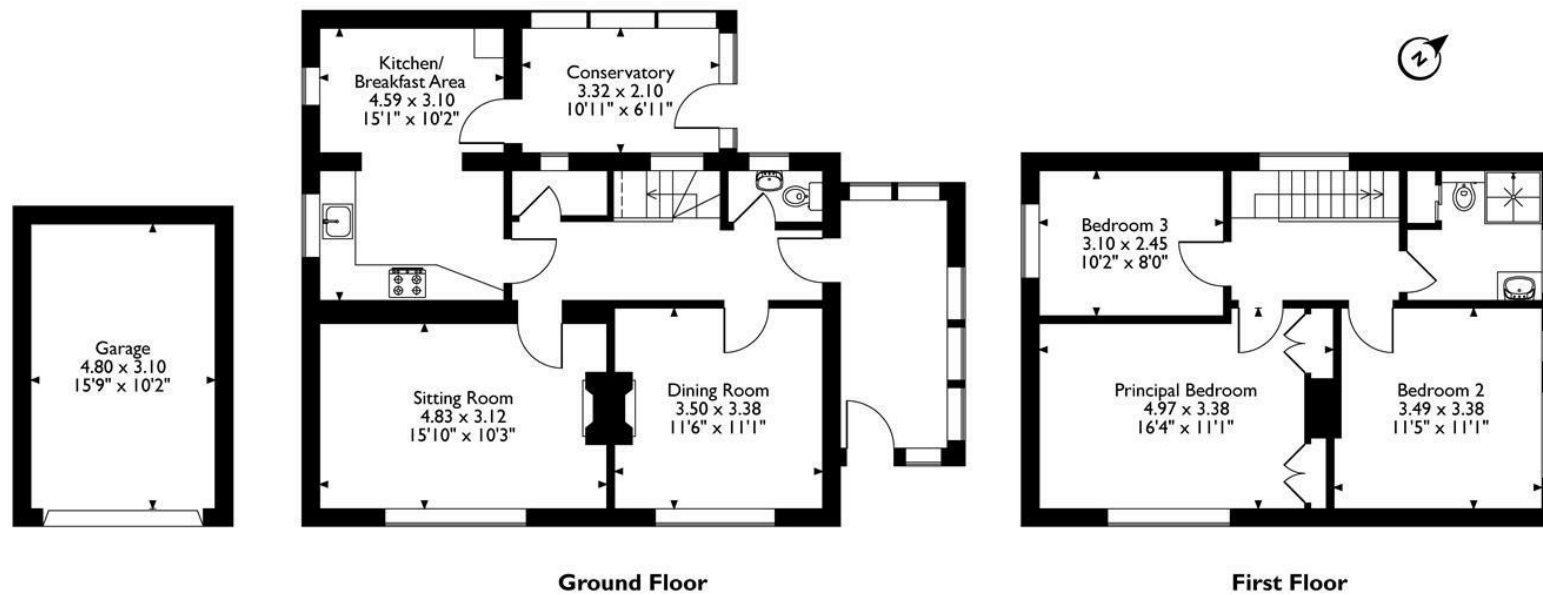 Kitchen/
Breakfast Area
4.59 x 3.10
15'1" x 10'2"
Conservatory
3.32 x 2.10
10'11" x 6'11"
N
Garage
4.80 x 3.10
15'9" x 10'2"
Sitting Room
4.83 x 3.12
15'10" x 10'3"
Dining Room
3.50 x 3.38
11'6" x 11'1"
Bedroom 3
3.10 x 2.45
10'2" x 8'0"
Principal Bedroom
4.97 x 3.38
16'4" x 11'1"
Bedroom 2
3.49 x 3.38
11'5" x 11'1"
Ground Floor
First Floor